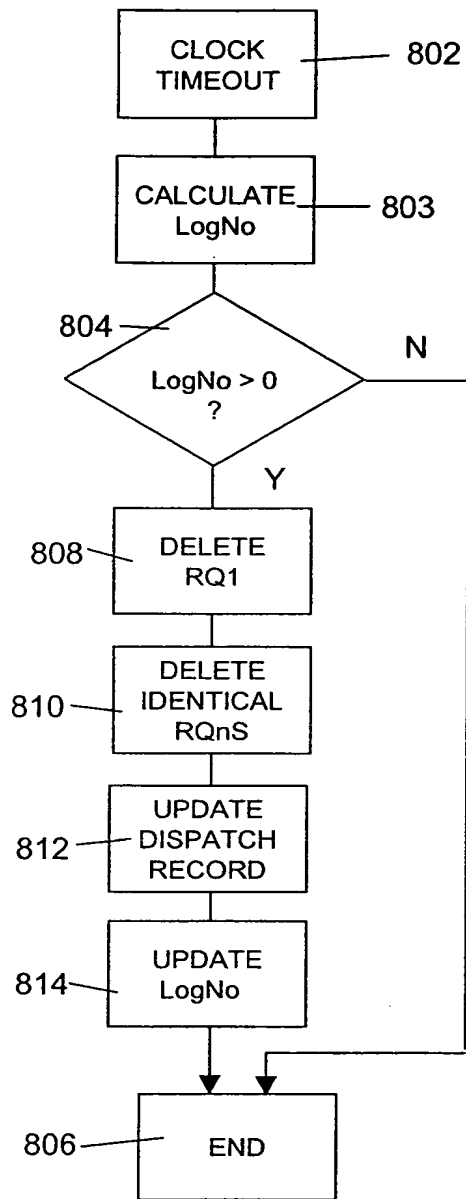 CLOCK
TIMEOUT
802
CALCULATE
LogNo
803
804
LogNo > 0
?
N
Y
808
DELETE
RQ1
810
DELETE
IDENTICAL
RQnS
812
UPDATE
DISPATCH
RECORD
814
UPDATE
LogNo
806
END